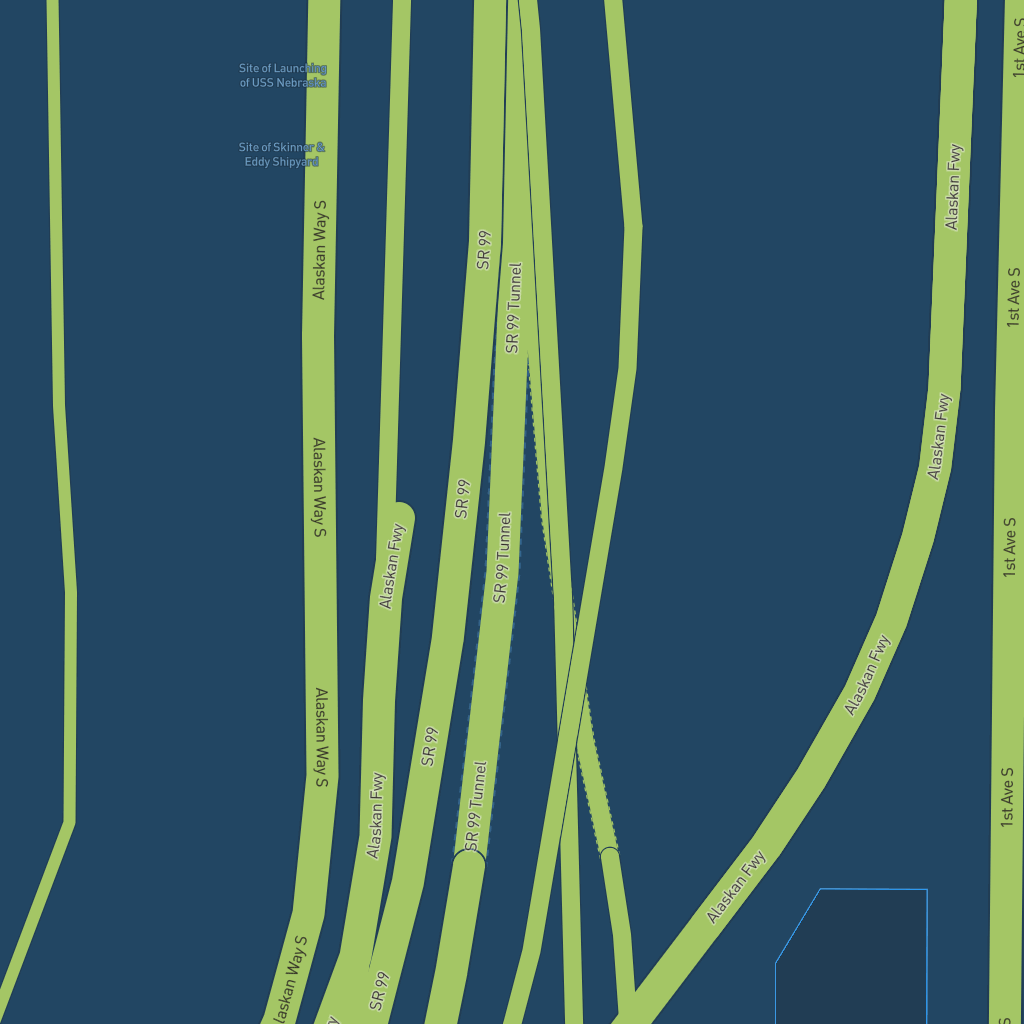 1st Ave S
Site of Launching
of USS Nebraska
Site of Skinner &
Eddy Shipyard
Alaskan Fwy
Alaskan Way S
SR 99
SR 99 Tunnel
1st Ave S
Alaskan Fwy
Alaskan Way S
SR 99
Alaskan Fwy
SR 99 Tunnel
1st Ave S
Alaskan Fwy
Alaskan Way S
SR 99
Alaskan Fwy
SR 99 Tunnel
1st Ave S
Alaskan Fwy
laskan Way S
SR 99
y
S